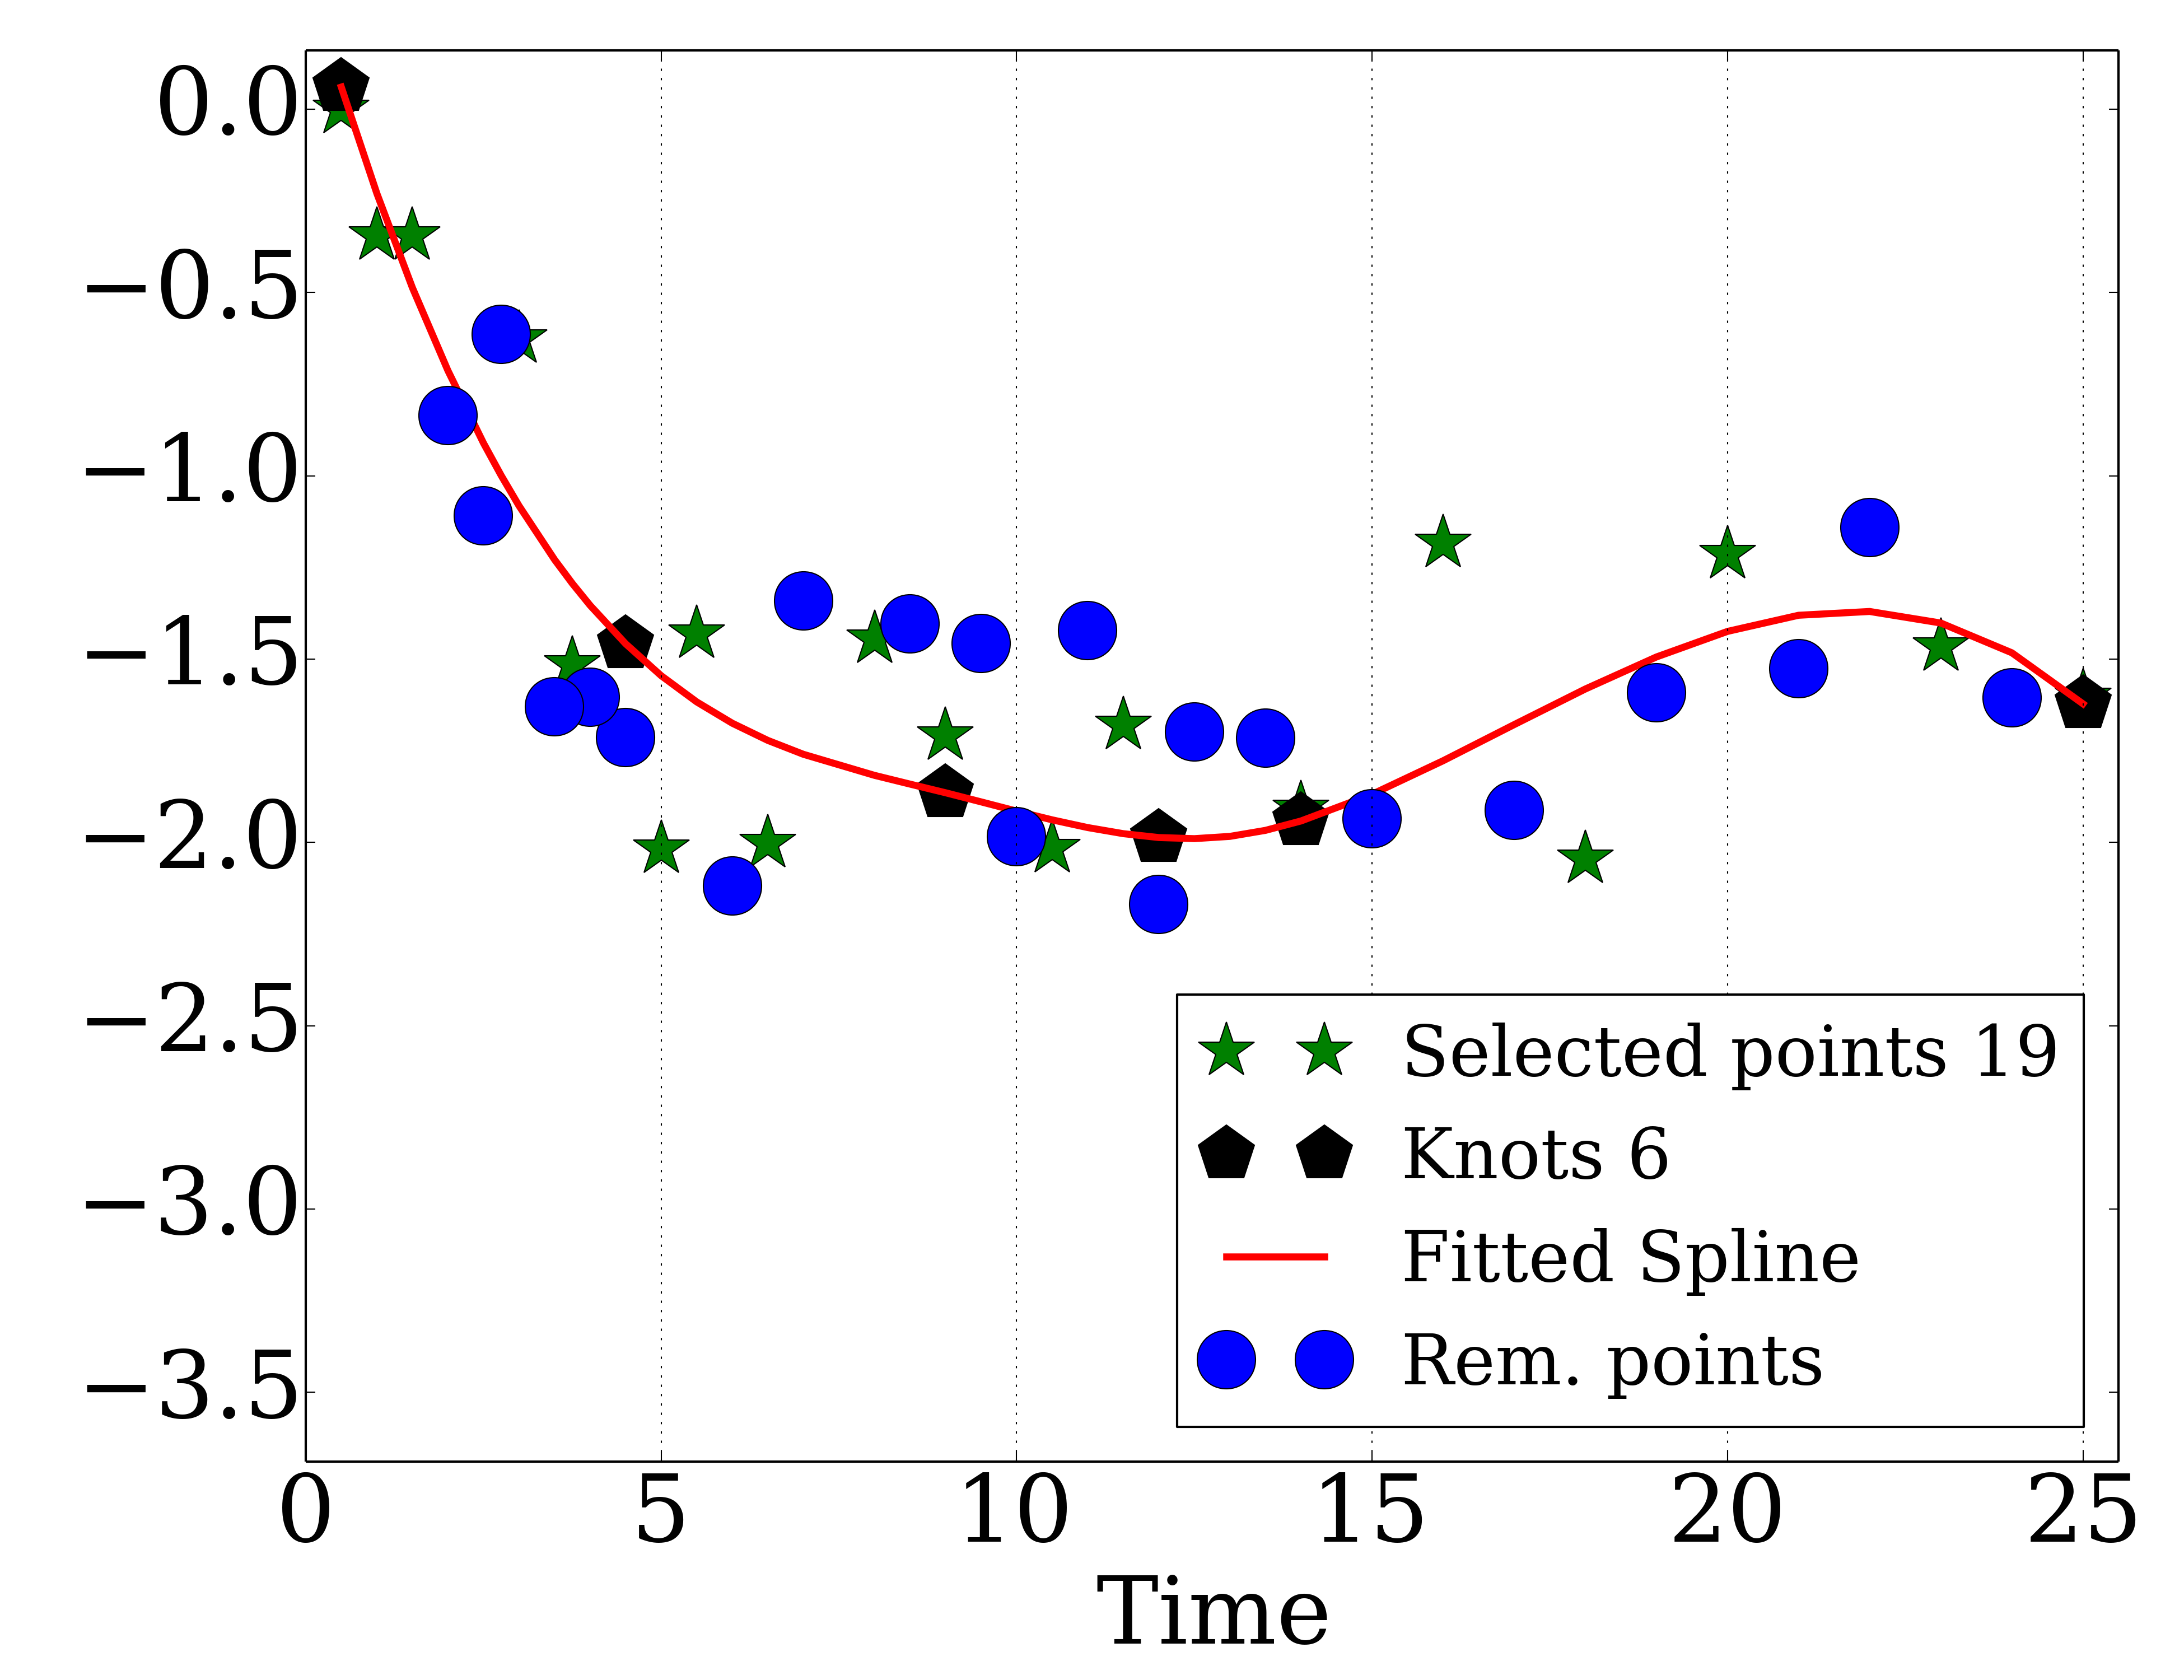 0.0
−0.5
−1.0
−1.5
−2.0
−2.5
−3.0
−3.5
Selected points 19
Knots 6
Fitted Spline
Rem. points
0 5 10 15 20 25
Time